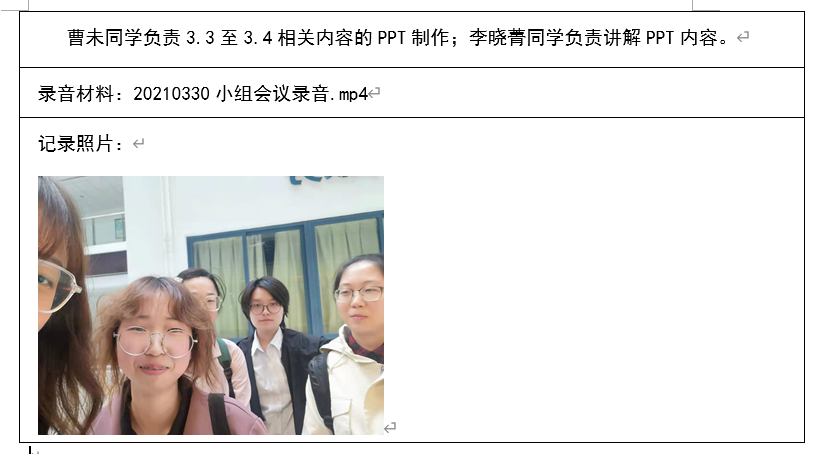 曹未同学负责 3.3 至 3.4 相关内容的 PPT 制作；李晓菁同学负责讲解 PPT 内容。
录音材料：20210330 小组会议录音.mp4
记录照片：